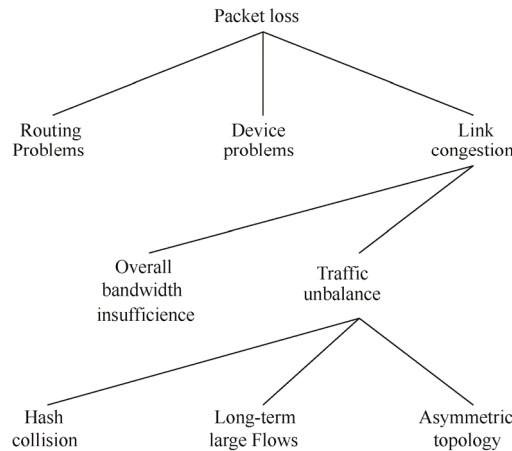 Packet loss
Routing
Problems
Device
problems
Link
congestion
Overall
bandwidth
insufficience
Traffic
unbalance
Hash
collision
Long-term
large Flows
Asymmetric
topology